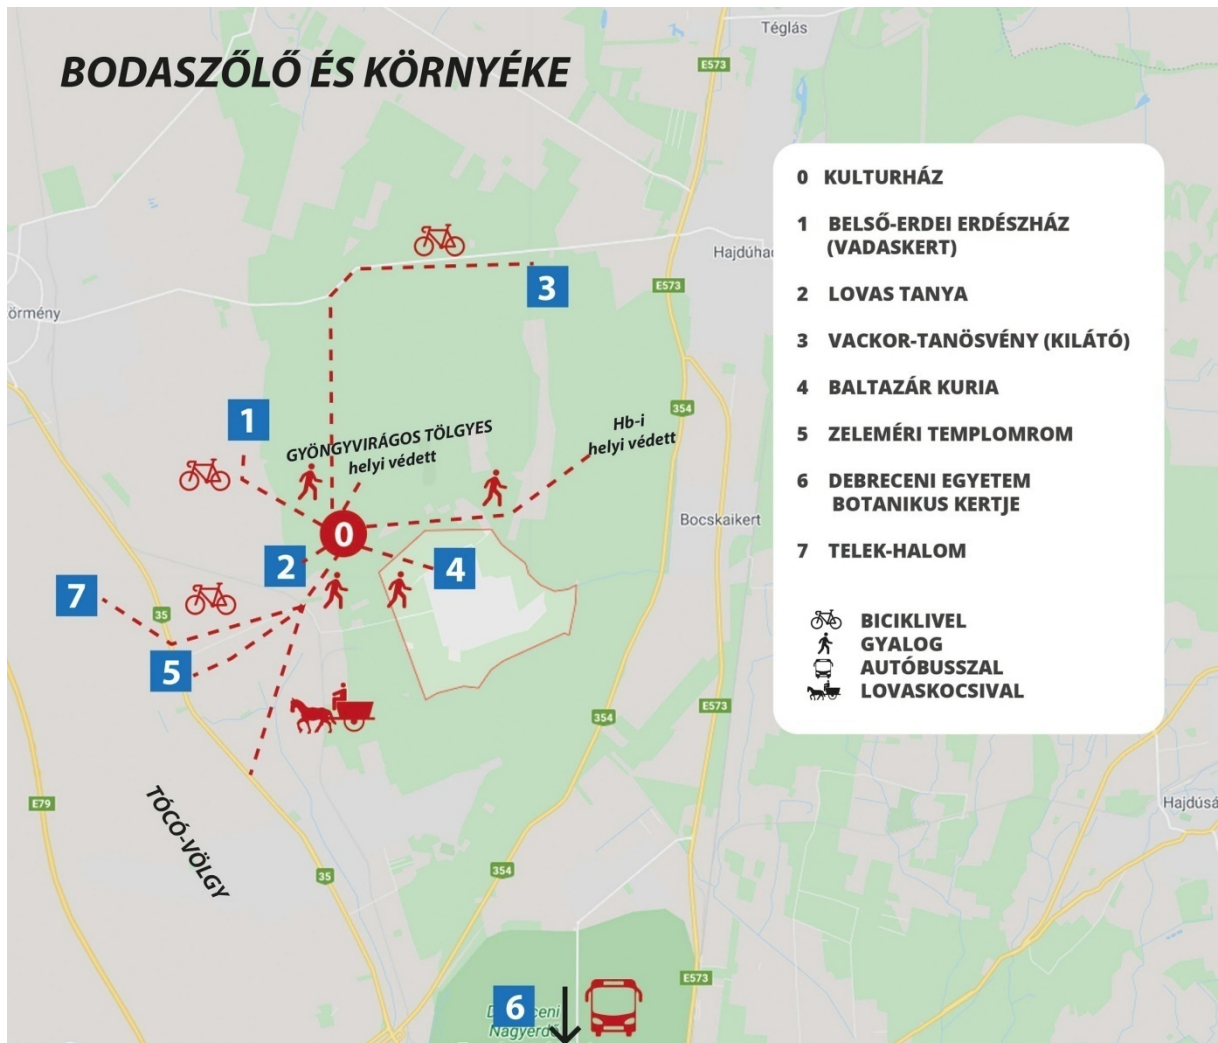 BODASZŐLŐ ÉS KÖRNYÉKE
Téglás
E573
0 KULTURHÁZ
1 BELSŐ-ERDEI ERDÉSZHÁZ
(VADASKERT)
2 LOVAS TANYA
3 VACKOR-TANÖSVÉNY (KILÁTÓ)
4 BALTAZÁR KURIA
5 ZELEMÉRI TEMPLOMROM
6 DEBRECENI EGYETEM
BOTANIKUS KERTJE
7 TELEK-HALOM
BICIKLIVEL
GYALOG
AUTÓBUSSZAL
LOVASKOCSIVAL
Hajdúha
3
E573
örmény
1
354
GYÖNGYVIRÁGOS TÖLGYES
helyi védett
Hb-i
helyi védett
0
Bocskaikert
2
4
7
35
5
354
E573
E79
TÓCÓ-VÖLGY
Hajdúsá
35
354
E573
6
D ceni
Nagyerdő